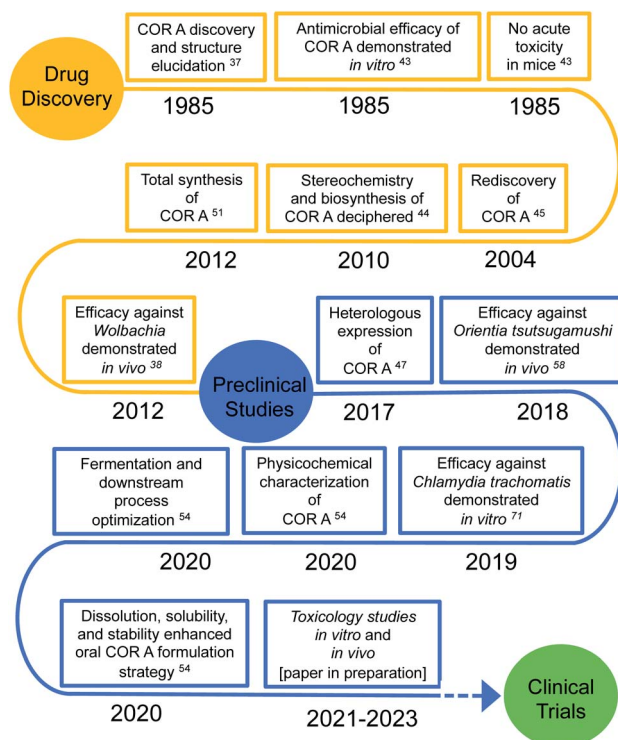 Drug
Discovery
COR A discovery
and structure
elucidation 37
1985
Antimicrobial efficacy of
COR A demonstrated
in vitro 43
1985
No acute
toxicity
in mice 43
1985
Total synthesis
of
COR A 51
2012
Stereochemistry
and biosynthesis of
COR A deciphered 44
2010
Rediscovery
of
COR A 45
2004
Efficacy against
Wolbachia
demonstrated
in vivo 38
2012
Preclinical
Studies
Heterologous
expression
of
COR A 47
2017
Efficacy against
Orientia tsutsugamushi
demonstrated
in vivo 58
2018
Fermentation and
downstream
process
optimization 54
2020
Physicochemical
characterization
of
COR A 54
2020
Efficacy against
Chlamydia trachomatis
demonstrated
in vitro 71
2019
Dissolution, solubility,
and stability enhanced
oral COR A formulation
strategy 54
2020
Toxicology studies
in vitro and
in vivo
[paper in preparation]
2021-2023
Clinical
Trials